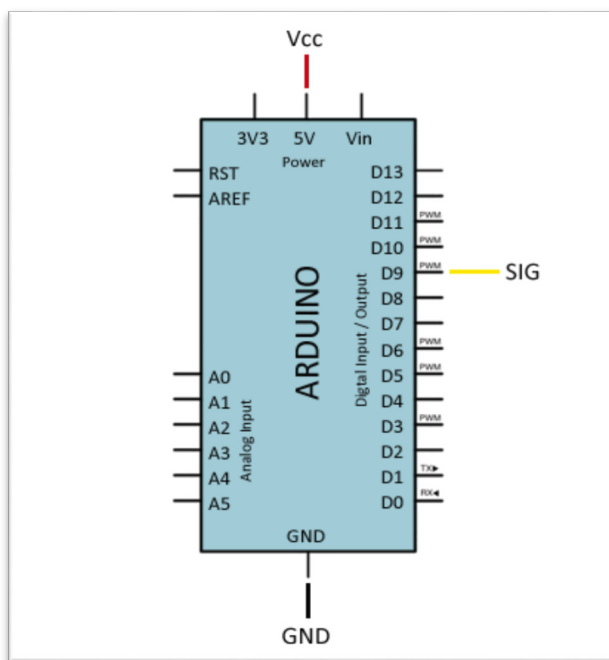 Vcc
3V3 5V Vin
Power
RST D13
AREF D12
D11 PWM
D10 PWM
D9 PWM SIG
D8
D7
D6 PWM
A0 D5 PWM
A1 D4
A2 D3 PWM
A3 D2
A4 D1 TX▶
A5 D0 RX◀
ARDUINO
Analog Input
Digtal Input / Output
GND
GND